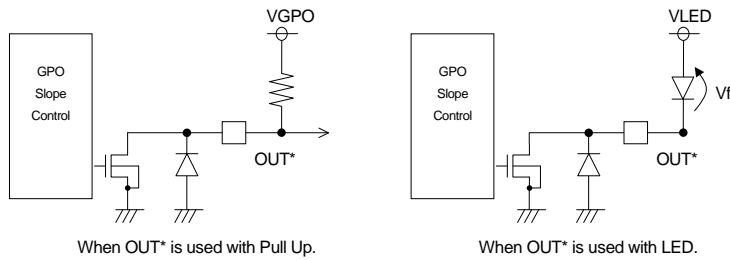 VGPO
GPO
Slope
Control
OUT*
When OUT* is used with Pull Up.
VLED
GPO
Slope
Control
Vf
OUT*
When OUT* is used with LED.